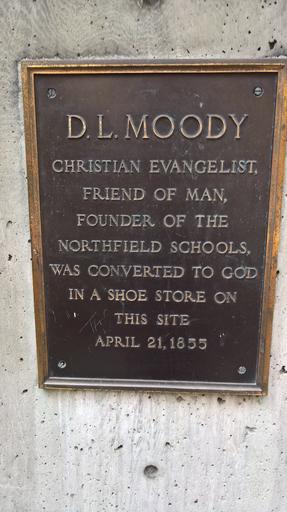 D. L. MOODY
CHRISTIAN EVANGELIST,
FRIEND OF MAN,
FOUNDER OF THE
NORTHFIELD SCHOOLS,
WAS CONVERTED TO GOD
IN A SHOE STORE ON
THIS SITE
APRIL 21, 1855